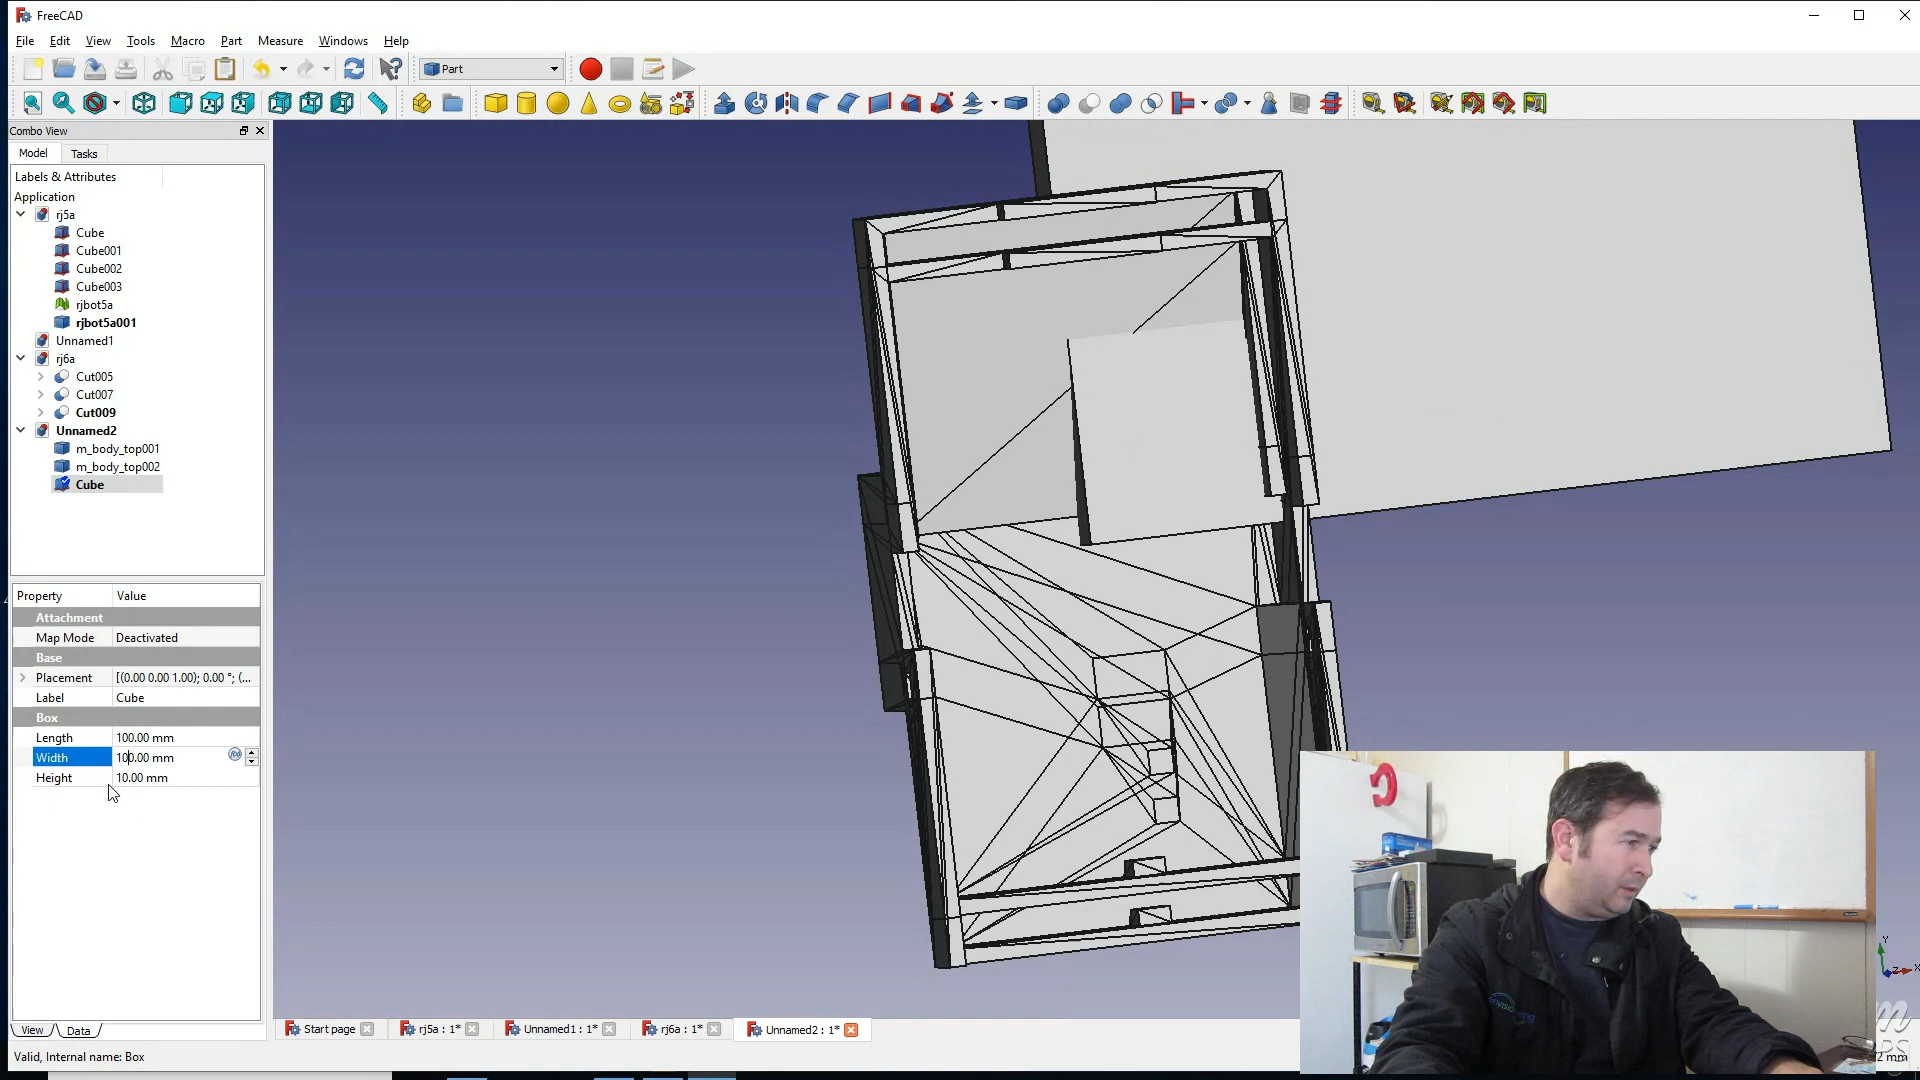 FreeCAD
File Edit View Tools Macro Part Measure Windows Help
Part
Combo View
Model Tasks
Labels & Attributes
Application
rj5a
Cube
Cube001
Cube002
Cube003
rjbot5a
rjbot5a001
Unnamed1
rj6a
Cut005
Cut007
Cut009
Unnamed2
m_body_top001
m_body_top002
Cube
Property Value
Attachment
Map Mode Deactivated
Base
Placement [(0.00 0.00 1.00); 0.00 °; (...
Label Cube
Box
Length 100.00 mm
Width 100.00 mm
Height 10.00 mm
View Data
Start page rj5a : 1* Unnamed1 : 1* rj6a : 1* Unnamed2 : 1*
Valid, Internal name: Box
Y
Z X
2 mm